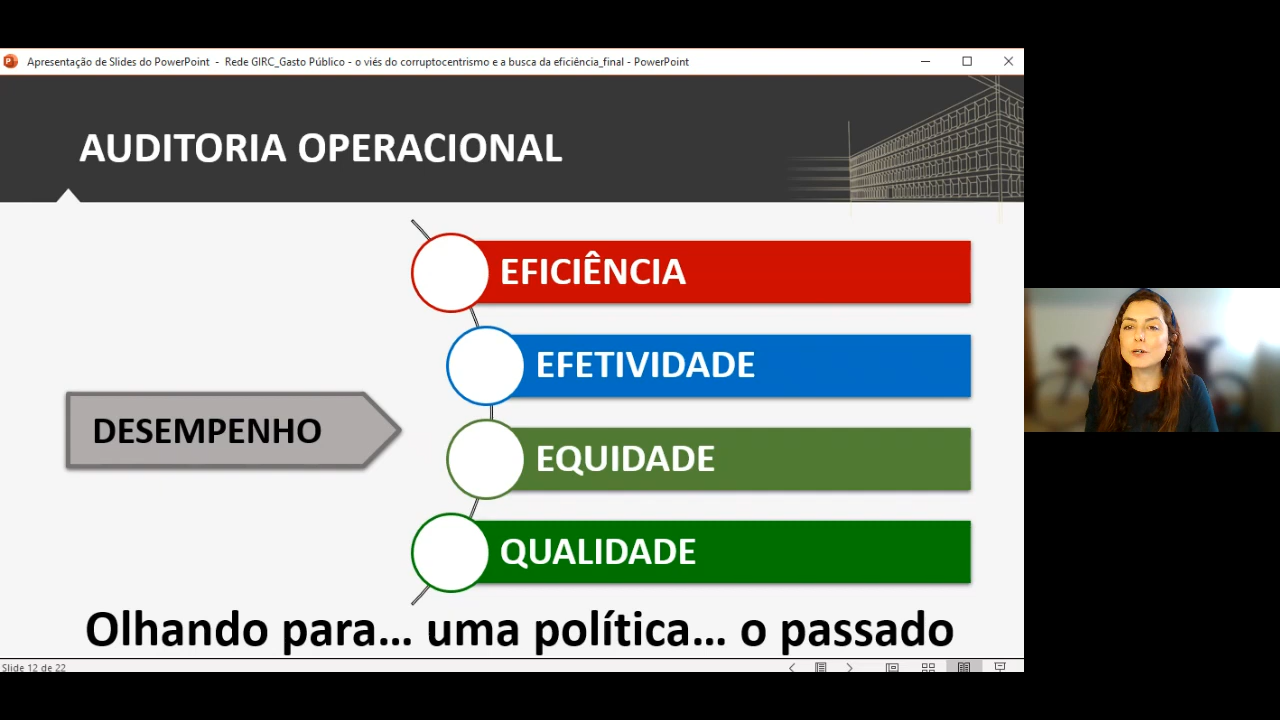 Apresentação de Slides do PowerPoint - Rede GIRC_Gasto Público - o viés do corruptocentrismo e a busca da eficiência_final - PowerPoint
AUDITORIA OPERACIONAL
EFICIÊNCIA
EFETIVIDADE
DESEMPENHO
EQUIDADE
QUALIDADE
Olhando para... uma política... o passado
Slide 12 de 22